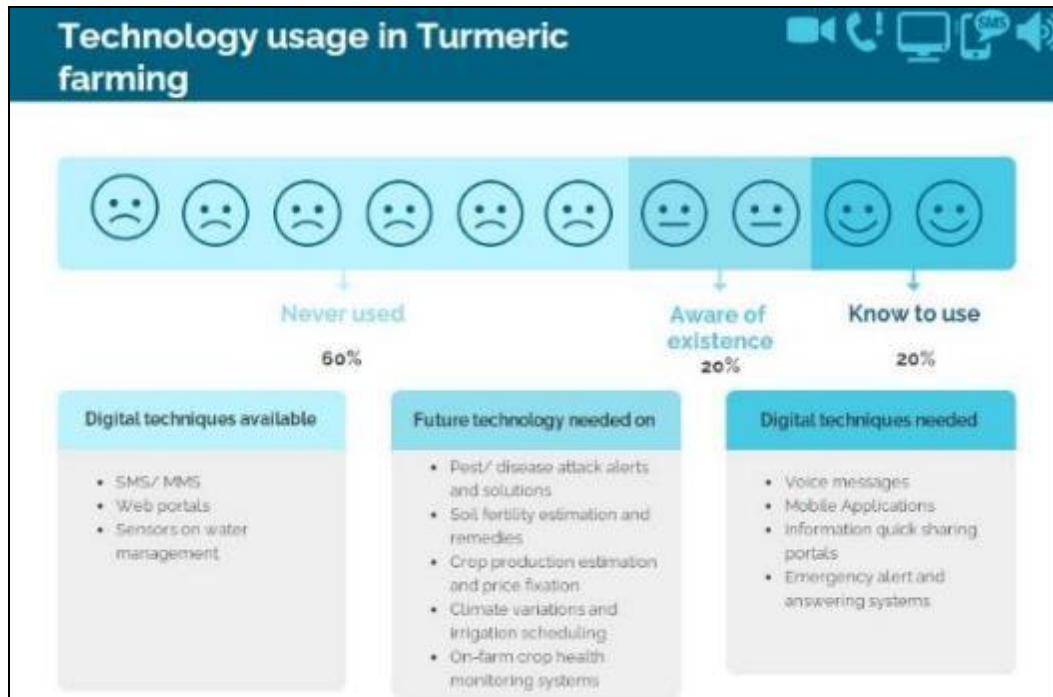 Technology usage in Turmeric
farming
SMS
Never used
60%
Aware of
existence
20%
Know to use
20%
Digital techniques available
• SMS/ MMS
• Web portals
• Sensors on water
management
Future technology needed on
• Pest/ disease attack alerts
and solutions
• Soil fertility estimation and
remedies
• Crop production estimation
and price fixation
• Climate variations and
irrigation scheduling
• On-farm crop health
monitoring systems
Digital techniques needed
• Voice messages
• Mobile Applications
• Information quick sharing
portals
• Emergency alert and
answering systems